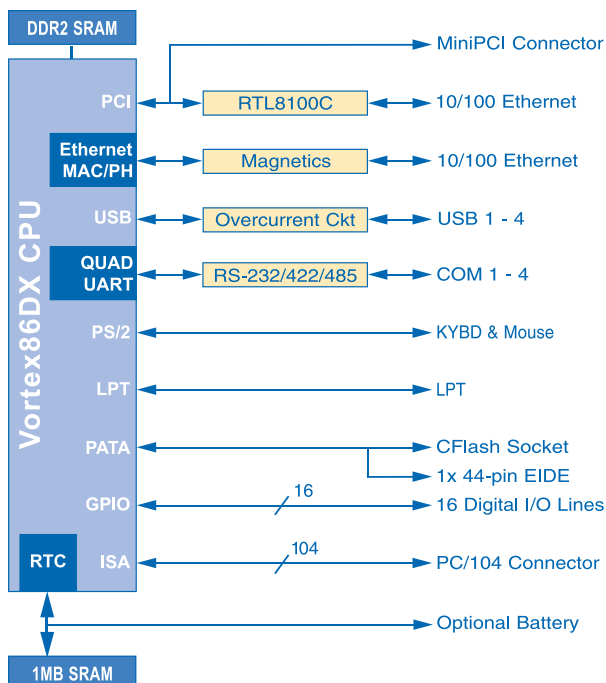 DDR2 SRAM
Vortex86DX CPU
MiniPCI Connector
PCI
RTL8100C
10/100 Ethernet
Ethernet
MAC/PH
Magnetics
10/100 Ethernet
USB
Overcurrent Ckt
USB 1 - 4
QUAD
UART
RS-232/422/485
COM 1 - 4
PS/2
KYBD & Mouse
LPT
LPT
PATA
CFlash Socket
1x 44-pin EIDE
GPIO
16
16 Digital I/O Lines
RTC
ISA
104
PC/104 Connector
Optional Battery
1MB SRAM